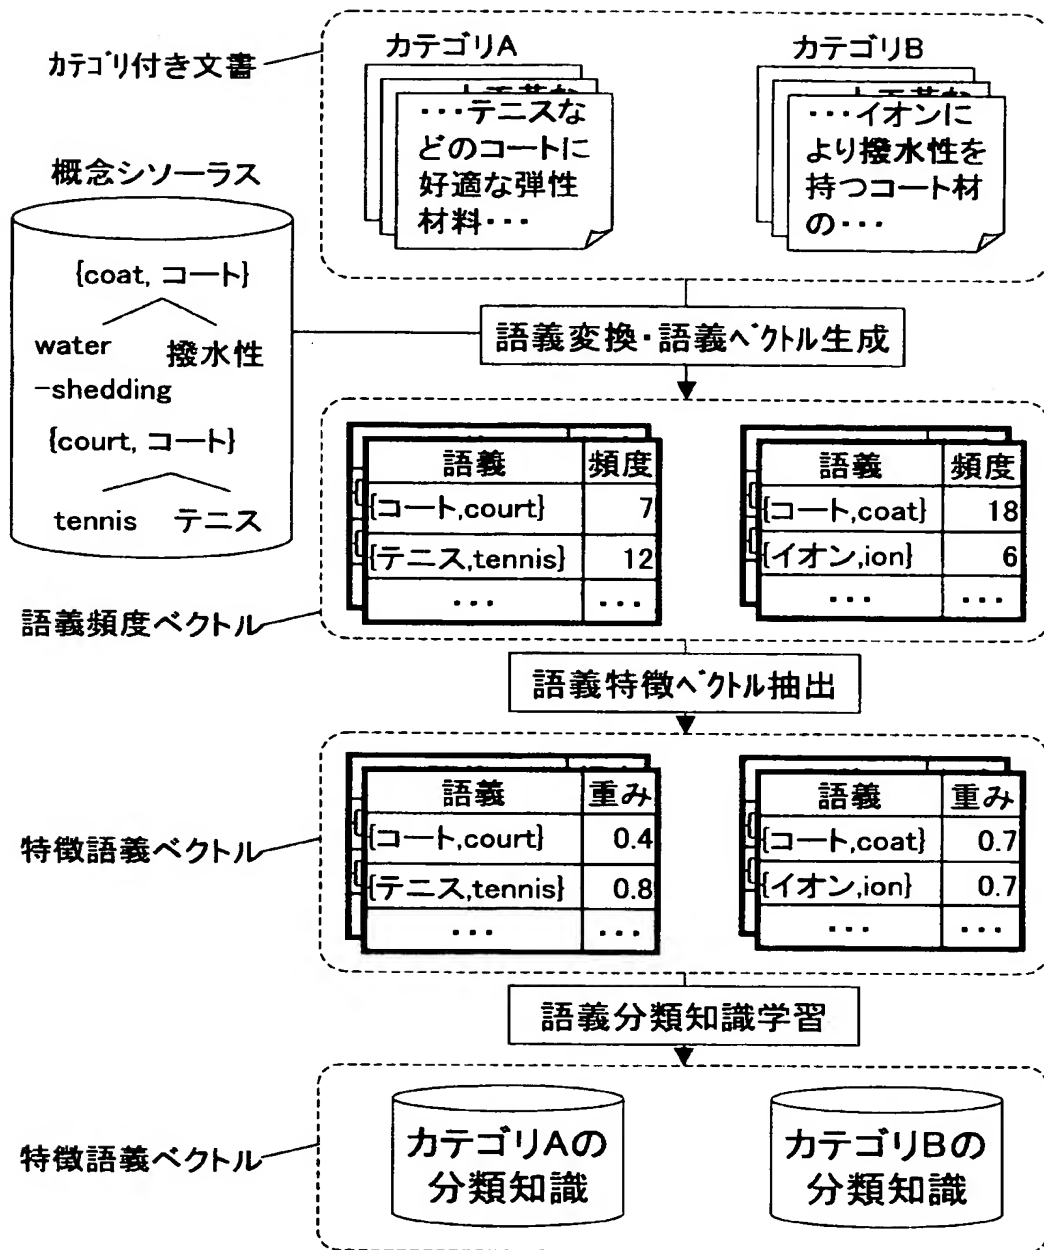 カテゴリ付き文書
カテゴリA
カテゴリB
・・・テニスな
どのコートに
好適な弾性
材料・・・
・・・イオンに
より撥水性を
持つコート材
の・・・
概念シソーラス
{coat, コート}
water
-shedding
撥水性
{court, コート}
tennis テニス
語義変換・語義ベクトル生成
語義頻度ベクトル
語義 頻度
{コート,court} 7
{テニス,tennis} 12
・・・ ・・・
語義 頻度
{コート,coat} 18
{イオン,ion} 6
・・・ ・・・
語義特徴ベクトル抽出
特徴語義ベクトル
語義 重み
{コート,court} 0.4
{テニス,tennis} 0.8
・・・ ・・・
語義 重み
{コート,coat} 0.7
{イオン,ion} 0.7
・・・ ・・・
語義分類知識学習
特徴語義ベクトル
カテゴリAの
分類知識
カテゴリBの
分類知識